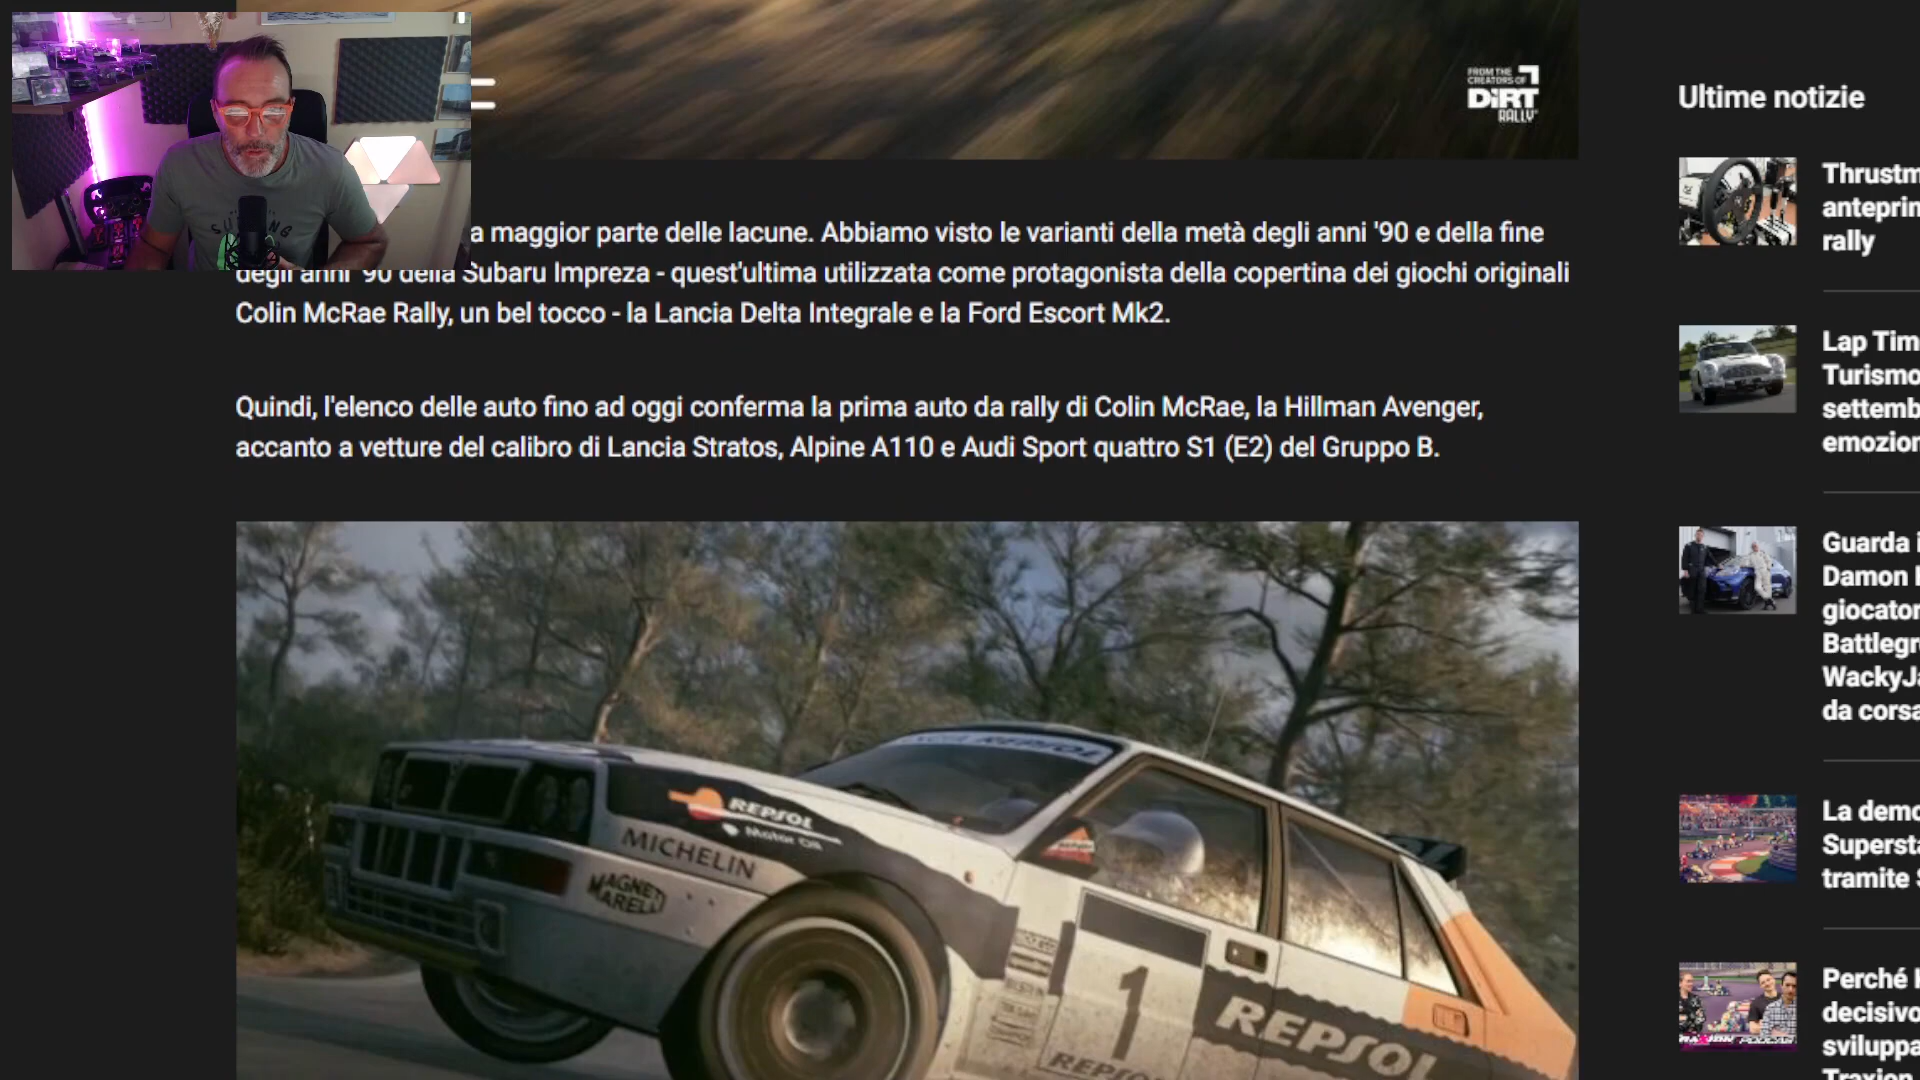 FROM THE
CREATORS OF
DiRT
RALLY
a maggior parte delle lacune. Abbiamo visto le varianti della metà degli anni '90 e della fine
degli anni '90 della Subaru Impreza - quest'ultima utilizzata come protagonista della copertina dei giochi originali
Colin McRae Rally, un bel tocco - la Lancia Delta Integrale e la Ford Escort Mk2.
Quindi, l'elenco delle auto fino ad oggi conferma la prima auto da rally di Colin McRae, la Hillman Avenger,
accanto a vetture del calibro di Lancia Stratos, Alpine A110 e Audi Sport quattro S1 (E2) del Gruppo B.
REPSOL
REPSOL
Motor Oil
MICHELIN
MAGNETI
MARELLI
1
REPSOL
REPSOL
Ultime notizie
Thrustm
anteprin
rally
Lap Tim
Turismo
settemb
emozion
Guarda i
Damon
giocator
Battlegr
WackyJa
da corsa
La demo
Supersta
tramite S
Perché
decisivo
sviluppa
Traxion